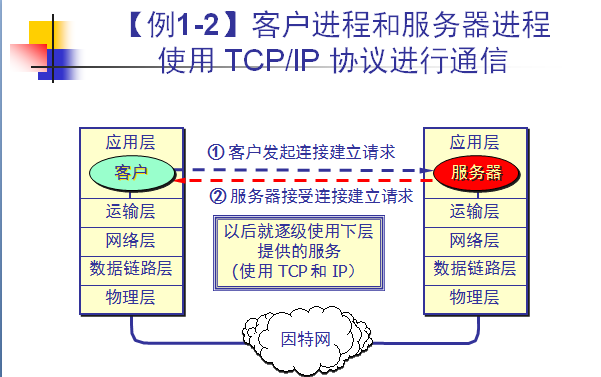 【例1-2】客户进程和服务器进程
使用 TCP/IP 协议进行通信
应用层
客户
运输层
网络层
数据链路层
物理层
① 客户发起连接建立请求
② 服务器接受连接建立请求
以后就逐级使用下层
提供的服务
(使用 TCP 和 IP）
应用层
服务器
运输层
网络层
数据链路层
物理层
因特网